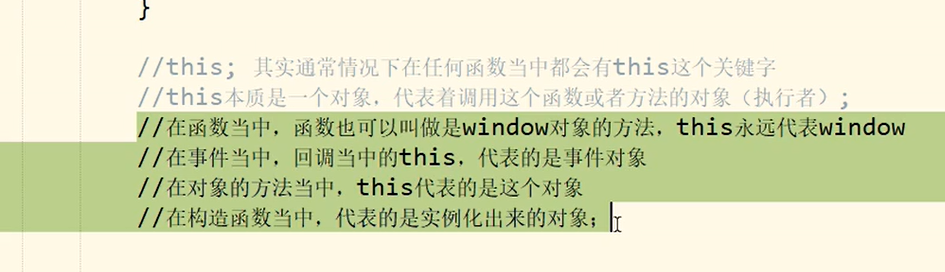 }
//this; 其实通常情况下在任何函数当中都会有this这个关键字
//this本质是一个对象，代表着调用这个函数或者方法的对象（执行者）;
//在函数当中，函数也可以叫做是window对象的方法，this永远代表window
//在事件当中，回调当中的this，代表的是事件对象
//在对象的方法当中，this代表的是这个对象
//在构造函数当中，代表的是实例化出来的对象;